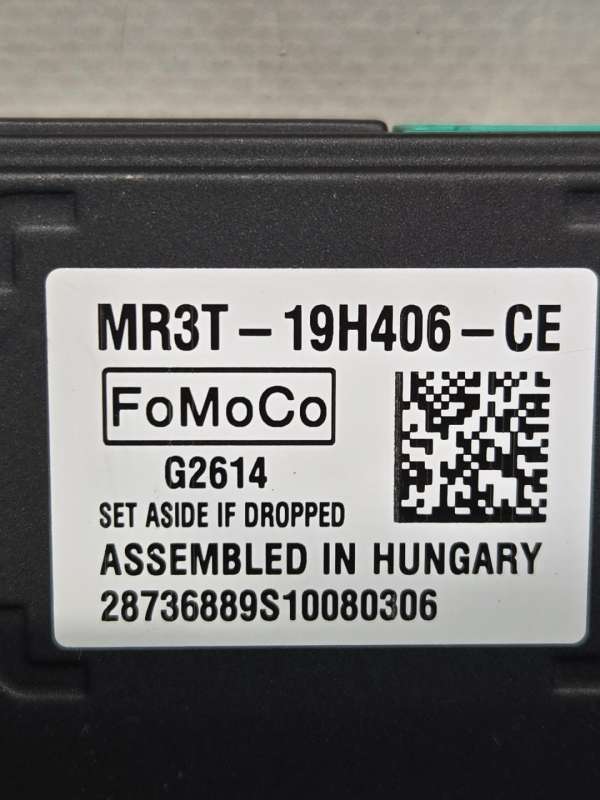 MR3T-19H406-CE
FoMoCo
G2614
SET ASIDE IF DROPPED
ASSEMBLED IN HUNGARY
28736889S10080306